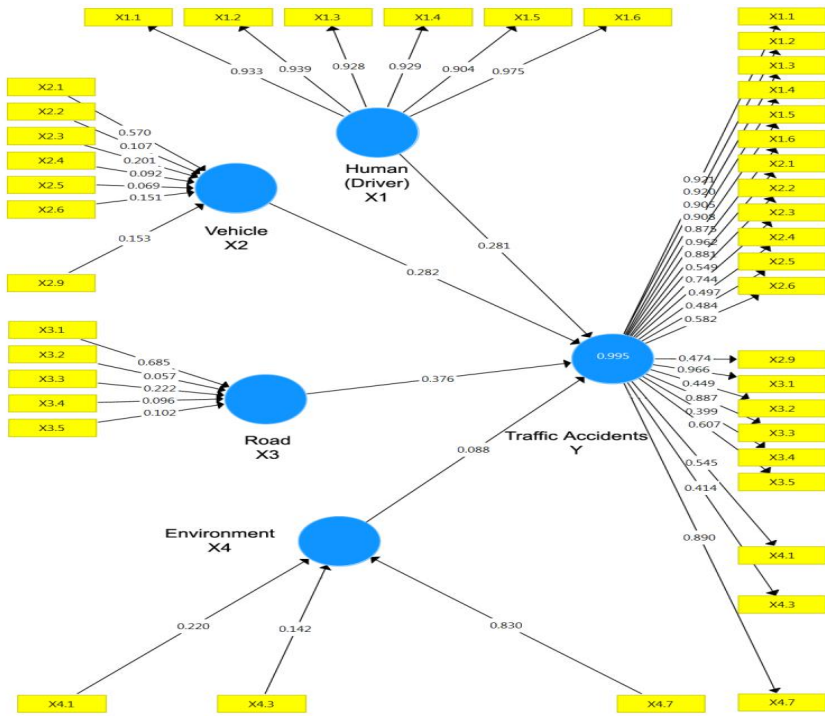 X1.1
X1.2
X1.3
X1.4
X1.5
X1.6
0.933
0.939
0.928
0.929
0.904
0.975
Human
(Driver)
X1
X2.1
X2.2
X2.3
X2.4
X2.5
X2.6
X2.9
0.570
0.107
0.201
0.092
0.069
0.151
0.153
Vehicle
X2
0.281
0.282
X3.1
X3.2
X3.3
X3.4
X3.5
0.685
0.057
0.222
0.096
0.102
Road
X3
0.376
0.088
Environment
X4
0.220
0.142
0.830
X4.1
X4.3
X4.7
0.995
Traffic Accidents
Y
0.921
0.920
0.905
0.908
0.875
0.962
0.881
0.549
0.744
0.497
0.484
0.582
0.474
0.966
0.449
0.887
0.399
0.607
0.545
0.414
0.890
X1.1
X1.2
X1.3
X1.4
X1.5
X1.6
X2.1
X2.2
X2.3
X2.4
X2.5
X2.6
X2.9
X3.1
X3.2
X3.3
X3.4
X3.5
X4.1
X4.3
X4.7